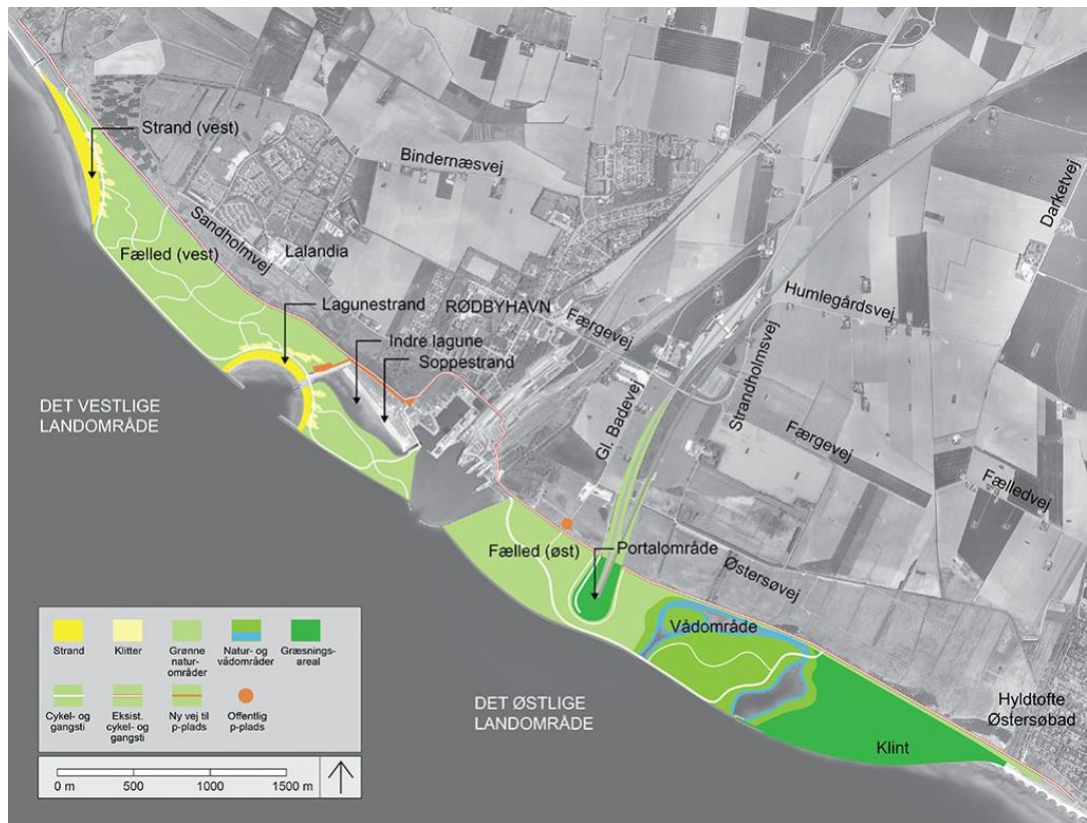 Strand (vest)
Bindernæsvej
Darketvej
Sandholmvej
Fælled (vest)
Lalandia
Lagunestrand
RØDBYHAVN
Humlegårdsvej
Færgevej
Indre lagune
Soppestrand
Strandholmsvej
DET VESTLIGE
LANDOMRÅDE
Gl. Badevej
Færgevej
Fælledvej
Fælled (øst)
Portalområde
Østersøvej
Vådområde
DET ØSTLIGE
LANDOMRÅDE
Hyldtofte
Østersøbad
Klint
Strand
Klitter
Grønne
natur-
områder
Natur- og
vådområder
Græsnings-
areal
Cykel- og
gangsti
Eksist.
cykel- og
gangsti
Ny vej til
p-plads
Offentlig
p-plads
0 m 500 1000 1500 m